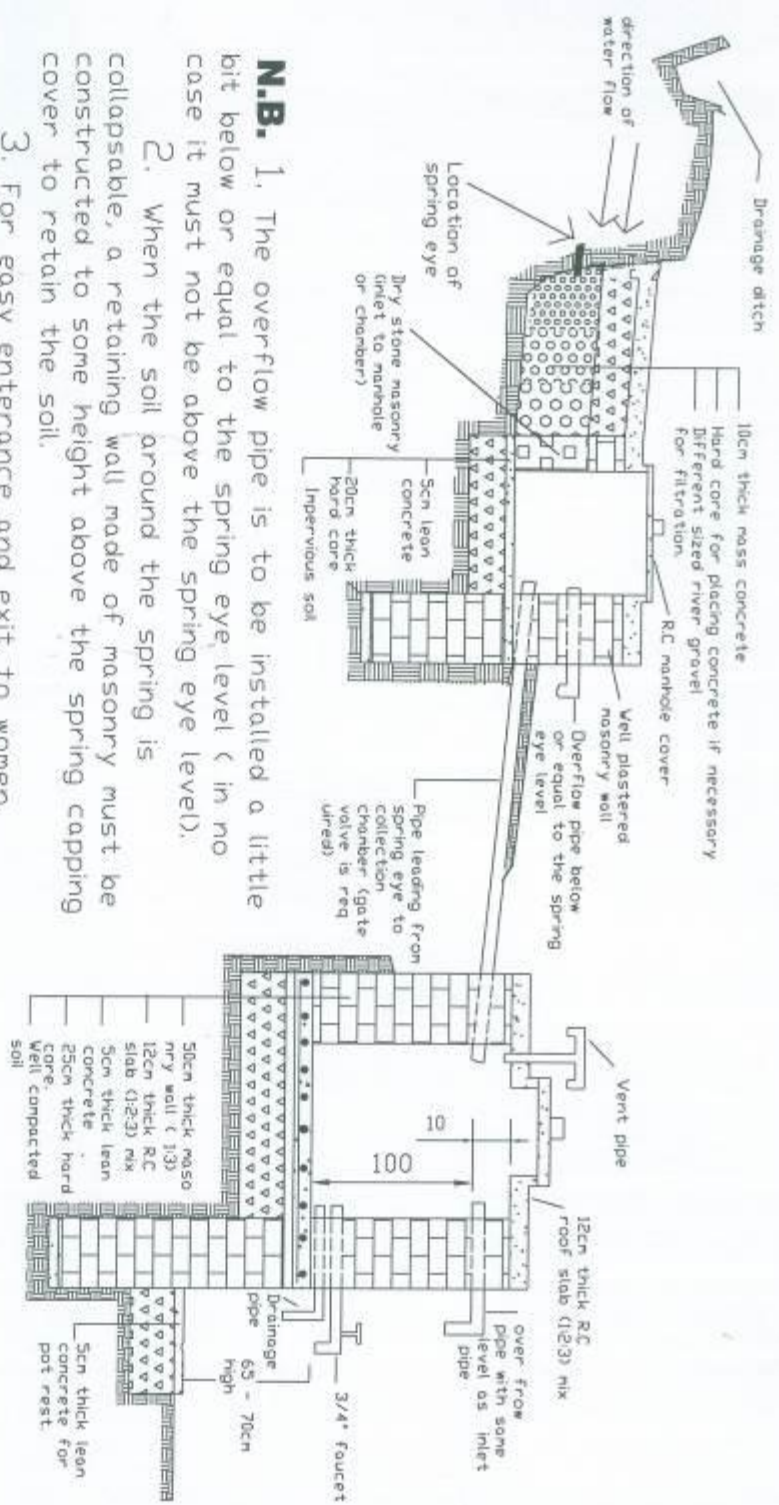 Drainage ditch
direction of
water flow
Location of
spring eye
10cm thick mass concrete
Hard core for placing concrete if necessary
Different sized river gravel
for filtration
R.C manhole cover
Well plastered
masonry wall
Overflow pipe below
or equal to the spring
eye level
Dry stone masonry
(inlet to manhole
or chamber)
5cm lean
concrete
20cm thick
hard core
Impervious soil
Pipe leading from
spring eye to
collection
chamber (gate
valve is req
uired)
Vent pipe
12cm thick R.C
roof slab (1:2:3) mix
over frow
pipe with same
level as inlet
pipe
10
100
3/4" faucet
65 - 70cm
high
Drainage
pipe
5cm thick lean
concrete for
pot rest
50cm thick maso
nry wall ( 1:3)
12cm thick R.C
slab (1:2:3) mix
5cm thick lean
concrete .
25cm thick hard
core.
Well compacted
soil
N.B. 1. The overflow pipe is to be installed a little
bit below or equal to the spring eye level ( in no
case it must not be above the spring eye level).
2. When the soil around the spring is
collapsable, a retaining wall made of masonry must be
constructed to some height above the spring capping
cover to retain the soil.
3. For easy enterance and exit to women